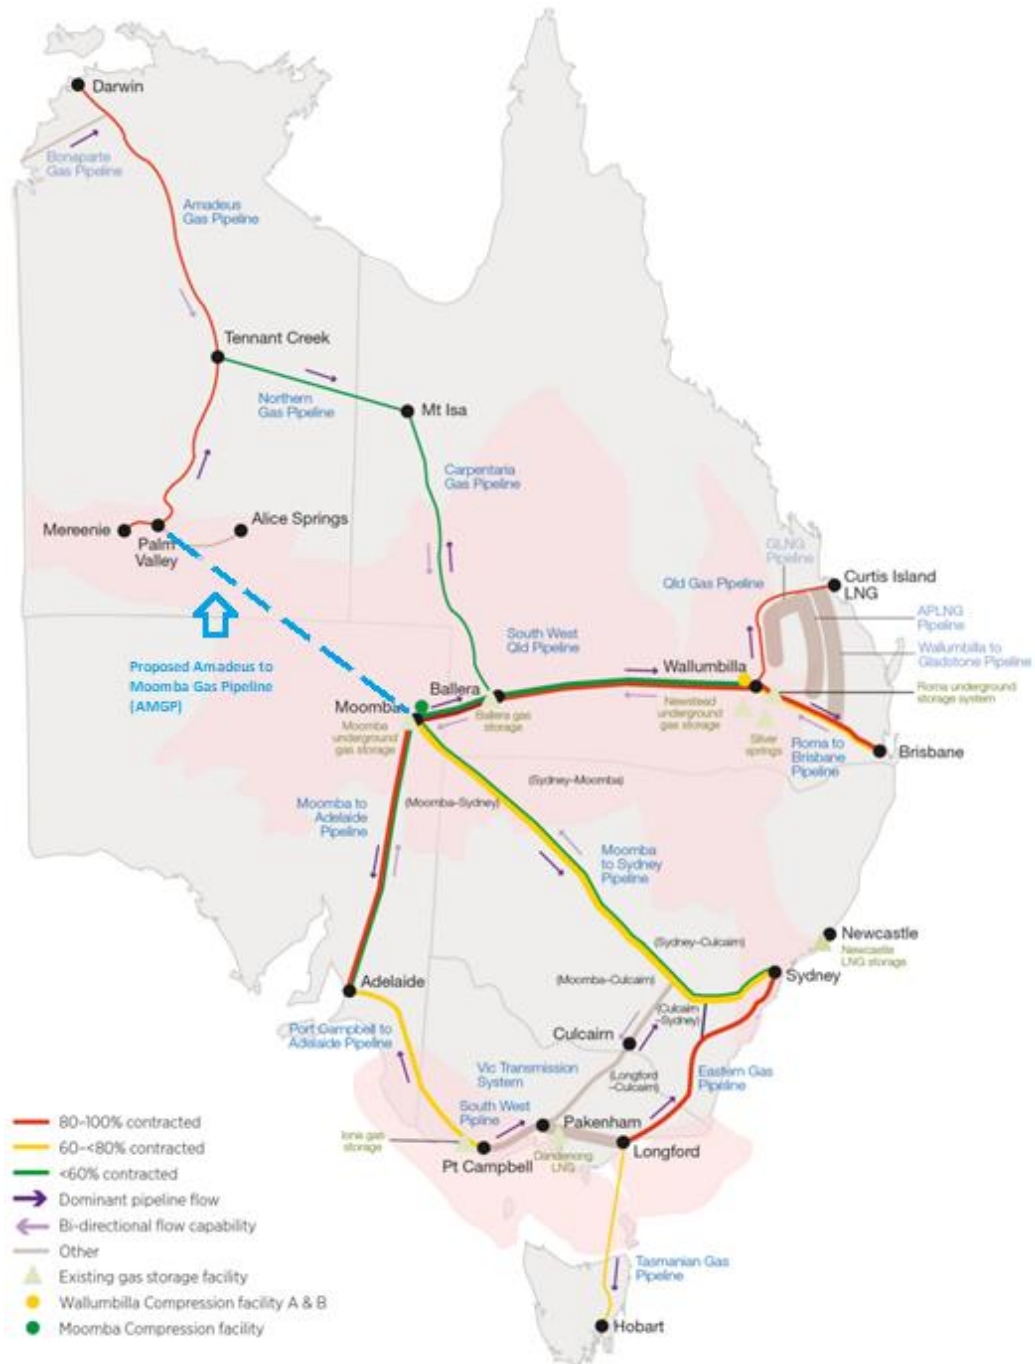 Darwin
Bonaparte
Gas Pipeline
Amadeus
Gas Pipeline
Tennant Creek
Northern
Gas Pipeline
Mt Isa
Carpentaria
Gas Pipeline
Mereenie
Palm
Valley
Alice Springs
GLNG
Pipeline
Qld Gas Pipeline
Curtis Island
LNG
APLNG
Pipeline
Wallumbilla to
Gladstone Pipeline
Roma underground
storage system
South West
Qld Pipeline
Wallumbilla
Proposed Amadeus to
Moomba Gas Pipeline
(AMGP)
Moomba
Ballera
Moomba
underground
gas storage
Ballera gas
storage
Newstead
underground
gas storage
Silver
springs
Roma to
Brisbane
Pipeline
Brisbane
(Sydney–Moomba)
(Moomba–Sydney)
Moomba to
Adelaide
Pipeline
Moomba
to Sydney
Pipeline
Newcastle
Newcastle
LNG storage
(Sydney–Culcairn)
(Moomba–Culcairn)
Sydney
Adelaide
(Culcairn
–Sydney)
Port Campbell to
Adelaide Pipeline
Culcairn
Vic Transmission
System
(Longford
–Culcairn)
Eastern Gas
Pipeline
South West
Pipline
Pakenham
Iona gas
storage
Pt Campbell
Dandenong
LNG
Longford
Tasmanian Gas
Pipeline
Hobart
80–100% contracted
60–<80% contracted
<60% contracted
Dominant pipeline flow
Bi-directional flow capability
Other
Existing gas storage facility
Wallumbilla Compression facility A & B
Moomba Compression facility